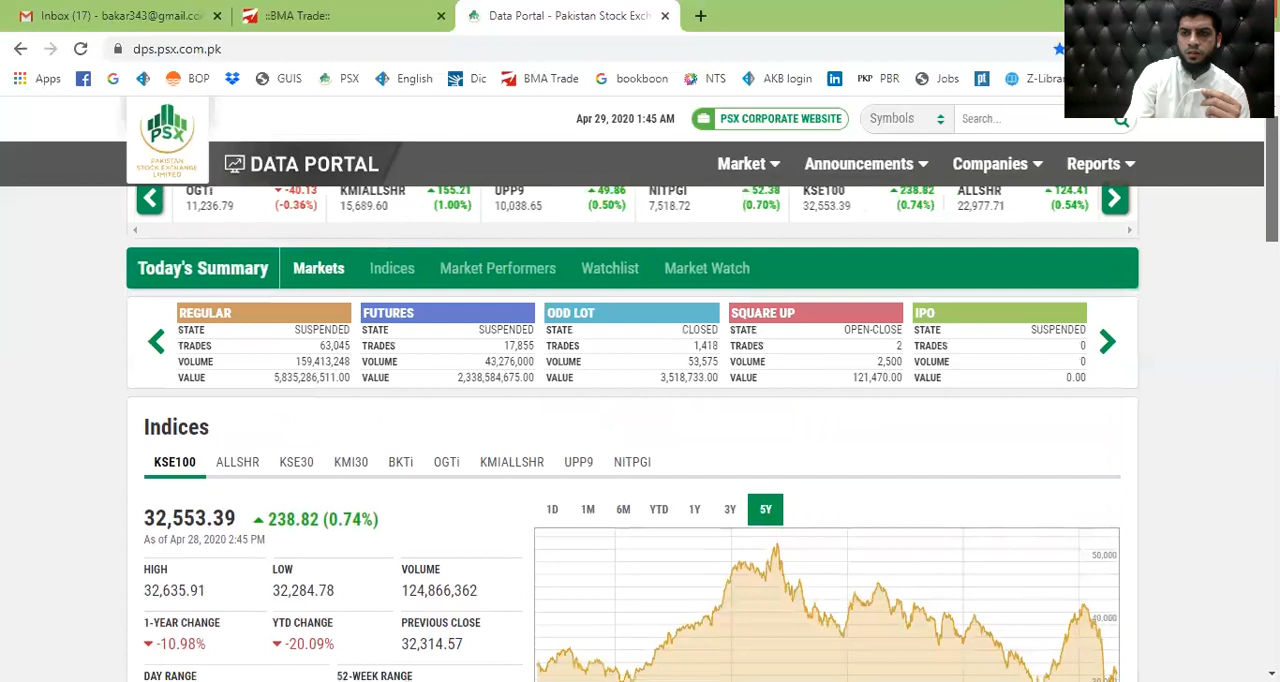 Inbox (17) - bakar343@gmail.co
::BMA Trade::
Data Portal - Pakistan Stock Exch
dps.psx.com.pk
Apps BOP GUIS PSX English Dic BMA Trade bookboon NTS AKB login PKP PBR Jobs pt Z-Libra
PSX
PAKISTAN
STOCK EXCHANGE
LIMITED
Apr 29, 2020 1:45 AM
PSX CORPORATE WEBSITE
Symbols
Search...
DATA PORTAL
Market Announcements Companies Reports
OGTi -40.13 KMIALLSHR 155.21 UPP9 49.86 NITPGI 52.38 KSE100 238.82 ALLSHR 124.41
11,236.79 (-0.36%) 15,689.60 (1.00%) 10,038.65 (0.50%) 7,518.72 (0.70%) 32,553.39 (0.74%) 22,977.71 (0.54%)
Today's Summary Markets Indices Market Performers Watchlist Market Watch
REGULAR FUTURES ODD LOT SQUARE UP IPO
STATE SUSPENDED STATE SUSPENDED STATE CLOSED STATE OPEN-CLOSE STATE SUSPENDED
TRADES 63,045 TRADES 17,855 TRADES 1,418 TRADES 2 TRADES 0
VOLUME 159,413,248 VOLUME 43,276,000 VOLUME 53,575 VOLUME 2,500 VOLUME 0
VALUE 5,835,286,511.00 VALUE 2,338,584,675.00 VALUE 3,518,733.00 VALUE 121,470.00 VALUE 0.00
Indices
KSE100 ALLSHR KSE30 KMI30 BKTi OGTi KMIALLSHR UPP9 NITPGI
32,553.39 238.82 (0.74%)
As of Apr 28, 2020 2:45 PM
1D 1M 6M YTD 1Y 3Y 5Y
HIGH LOW VOLUME
32,635.91 32,284.78 124,866,362
1-YEAR CHANGE YTD CHANGE PREVIOUS CLOSE
-10.98% -20.09% 32,314.57
DAY RANGE 52-WEEK RANGE
50,000
40,000